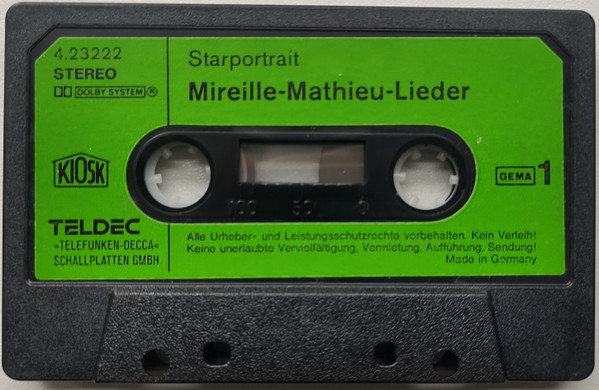 4.23222
STEREO
DOLBY SYSTEM ®
Starportrait
Mireille-Mathieu-Lieder
KIOSK
100 50 0
GEMA 1
TELDEC
»TELEFUNKEN-DECCA«
SCHALLPLATTEN GMBH
Alle Urheber- und Leistungsschutzrechte vorbehalten. Kein Verleih!
Keine unerlaubte Vervielfältigung, Vermietung, Aufführung, Sendung!
Made in Germany